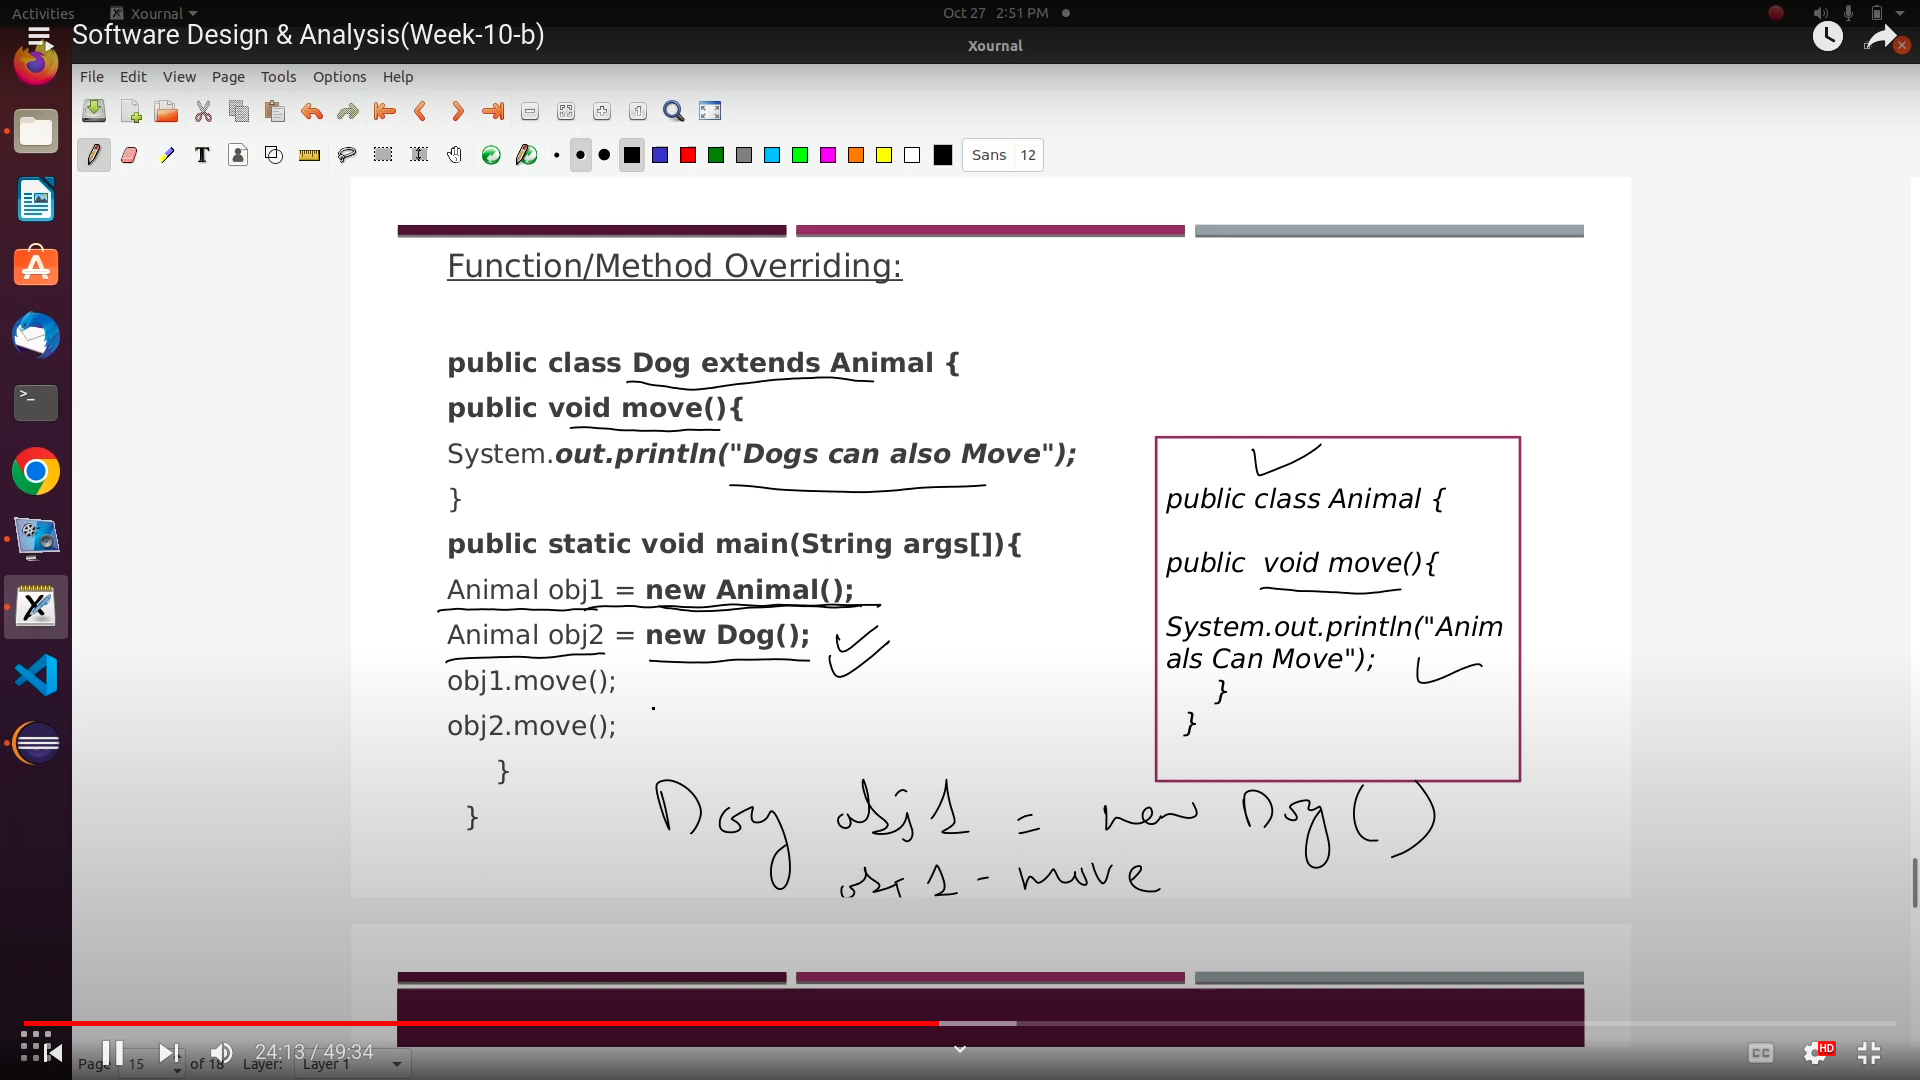 Activities Xournal Oct 27 2:51 PM
Software Design & Analysis(Week-10-b)
Xournal
File Edit View Page Tools Options Help
Sans 12
Function/Method Overriding:
public class Dog extends Animal {
public void move(){
System.out.println("Dogs can also Move");
}
public static void main(String args[]){
Animal obj1 = new Animal();
Animal obj2 = new Dog();
obj1.move();
obj2.move();
}
}
public class Animal {
public void move(){
System.out.println("Anim
als Can Move");
}
}
Dog obj1 = new Dog()
obj1 - move
24:13 / 49:34
Page 15 of 18 Layer: Layer 1
CC HD